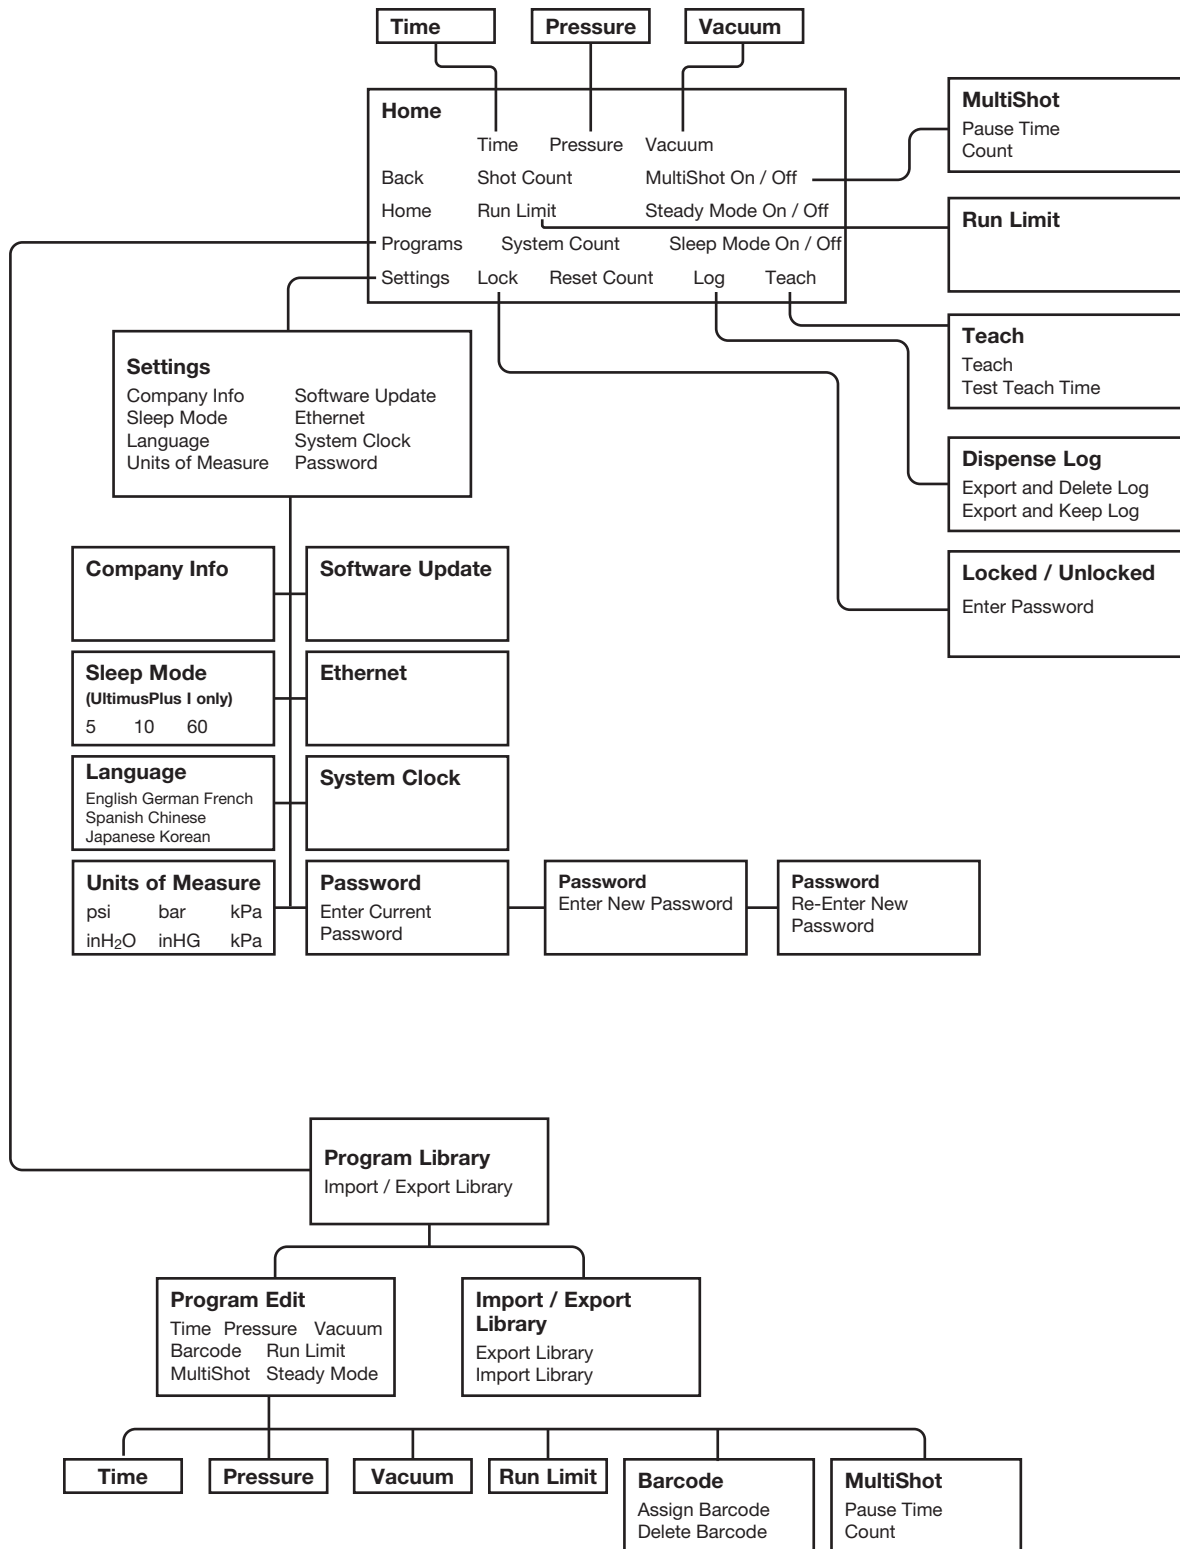 Time Pressure Vacuum
Home
Time Pressure Vacuum
Back Shot Count MultiShot On / Off
Home Run Limit Steady Mode On / Off
Programs System Count Sleep Mode On / Off
Settings Lock Reset Count Log Teach
MultiShot
Pause Time
Count
Run Limit
Teach
Teach
Test Teach Time
Dispense Log
Export and Delete Log
Export and Keep Log
Locked / Unlocked
Enter Password
Settings
Company Info Software Update
Sleep Mode Ethernet
Language System Clock
Units of Measure Password
Company Info
Software Update
Sleep Mode
(UltimusPlus I only)
5 10 60
Ethernet
Language
English German French
Spanish Chinese
Japanese Korean
System Clock
Units of Measure
psi bar kPa
inH₂O inHG kPa
Password
Enter Current
Password
Password
Enter New Password
Password
Re-Enter New
Password
Program Library
Import / Export Library
Program Edit
Time Pressure Vacuum
Barcode Run Limit
MultiShot Steady Mode
Import / Export
Library
Export Library
Import Library
Time
Pressure
Vacuum
Run Limit
Barcode
Assign Barcode
Delete Barcode
MultiShot
Pause Time
Count